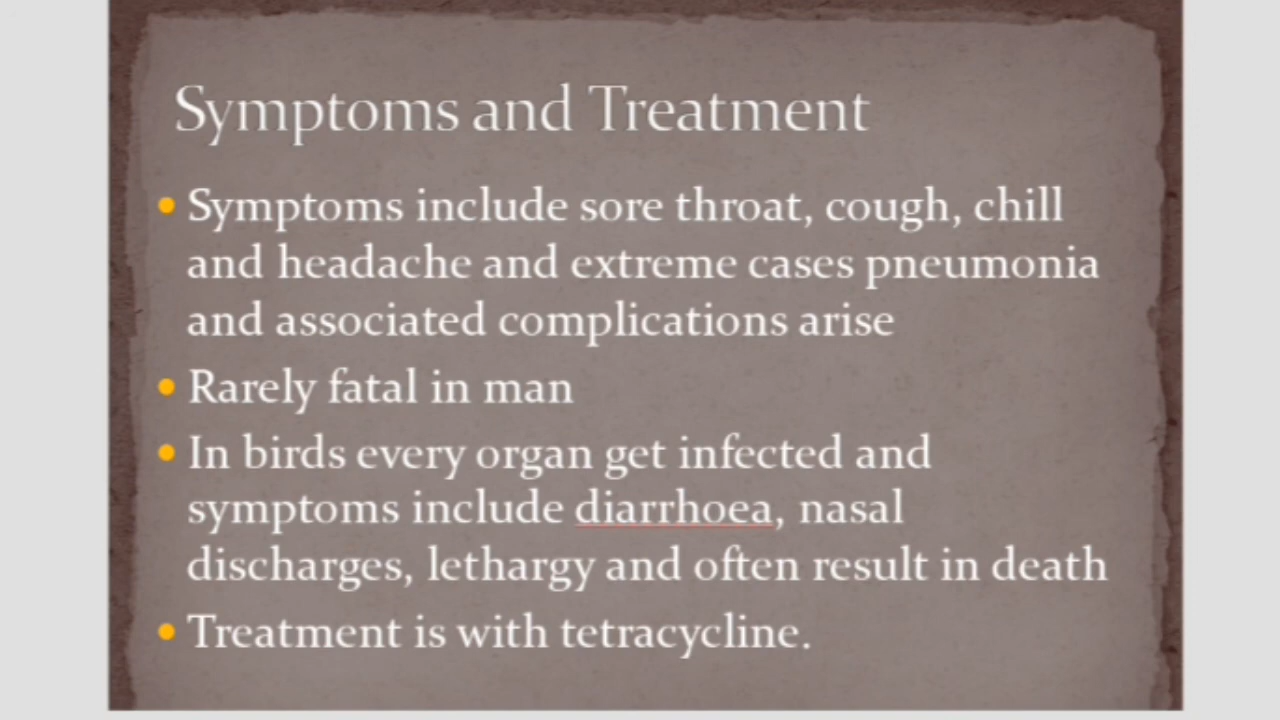 Symptoms and Treatment
• Symptoms include sore throat, cough, chill
and headache and extreme cases pneumonia
and associated complications arise
• Rarely fatal in man
• In birds every organ get infected and
symptoms include diarrhoea, nasal
discharges, lethargy and often result in death
• Treatment is with tetracycline.